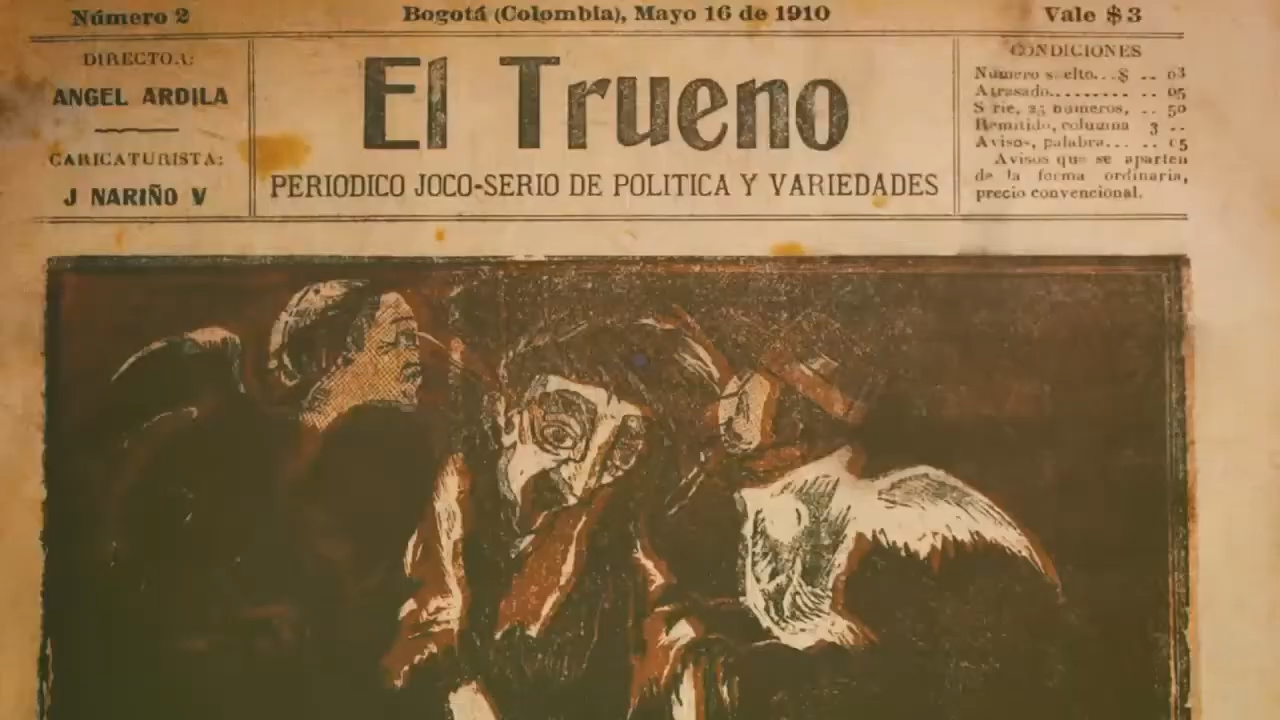 Número 2
Bogotá (Colombia), Mayo 16 de 1910
Vale $ 3
DIRECTOR:
ANGEL ARDILA
CARICATURISTA:
J NARIÑO V
El Trueno
PERIODICO JOCO-SERIO DE POLITICA Y VARIEDADES
CONDICIONES
Número suelto...$ .. 03
Atrasado......... .. 05
Serie, 25 números, .. 50
Remitido, columna 3 ..
Avisos, palabra... .. 05
Avisos que se aparten
de la forma ordinaria,
precio convencional.